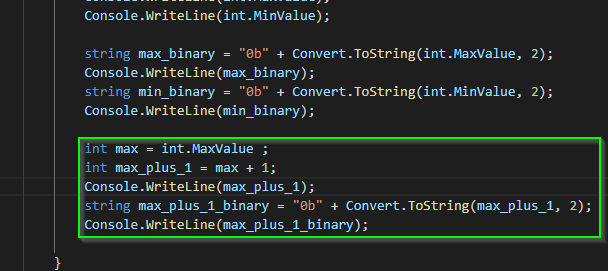 Console.WriteLine(int.MinValue);
string max_binary = "0b" + Convert.ToString(int.MaxValue, 2);
Console.WriteLine(max_binary);
string min_binary = "0b" + Convert.ToString(int.MinValue, 2);
Console.WriteLine(min_binary);
int max = int.MaxValue ;
int max_plus_1 = max + 1;
Console.WriteLine(max_plus_1);
string max_plus_1_binary = "0b" + Convert.ToString(max_plus_1, 2);
Console.WriteLine(max_plus_1_binary);
}